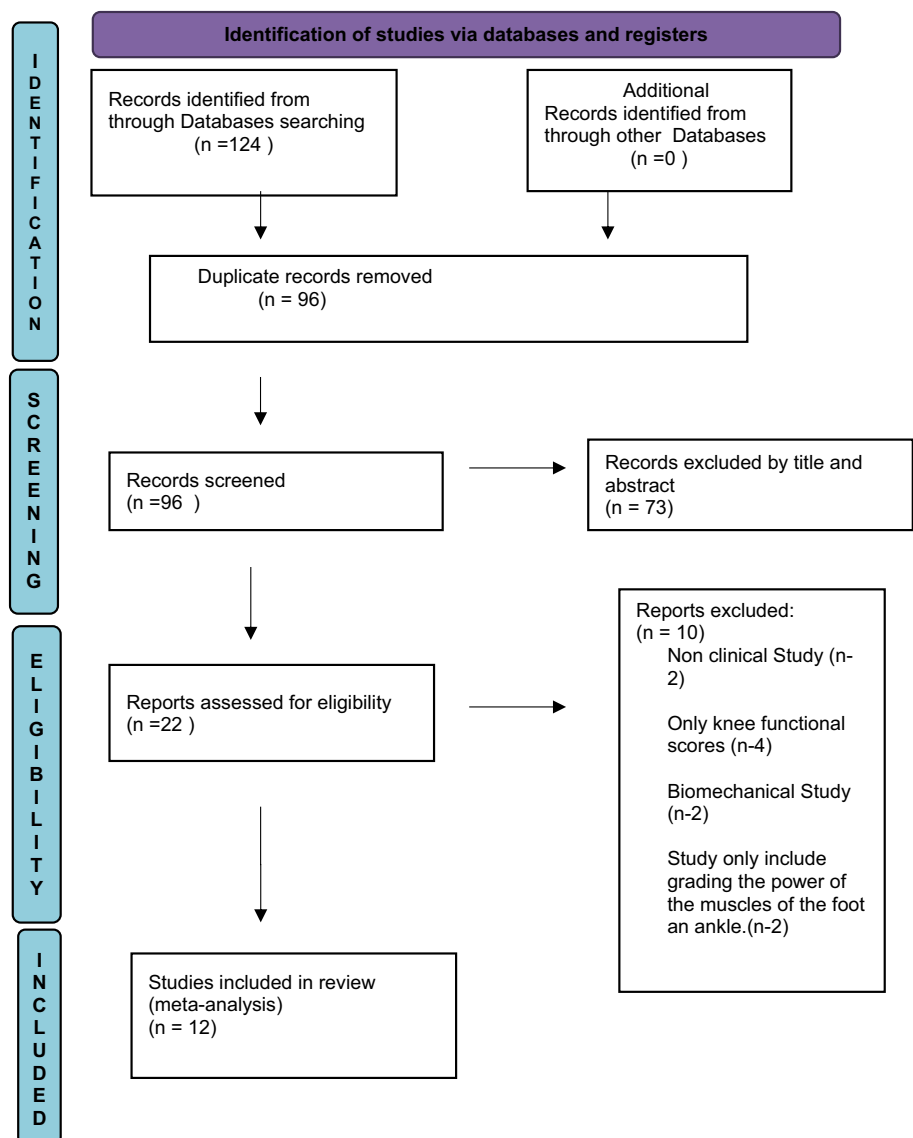 Identification of studies via databases and registers
IDENTIFICATION
Records identified from
through Databases searching
(n =124 )
Additional
Records identified from
through other Databases
(n =0 )
Duplicate records removed
(n = 96)
SCREENING
Records screened
(n =96 )
Records excluded by title and
abstract
(n = 73)
ELIGIBILITY
Reports assessed for eligibility
(n =22 )
Reports excluded:
(n = 10)
Non clinical Study (n-
2)
Only knee functional
scores (n-4)
Biomechanical Study
(n-2)
Study only include
grading the power of
the muscles of the foot
an ankle.(n-2)
INCLUDED
Studies included in review
(meta-analysis)
(n = 12)